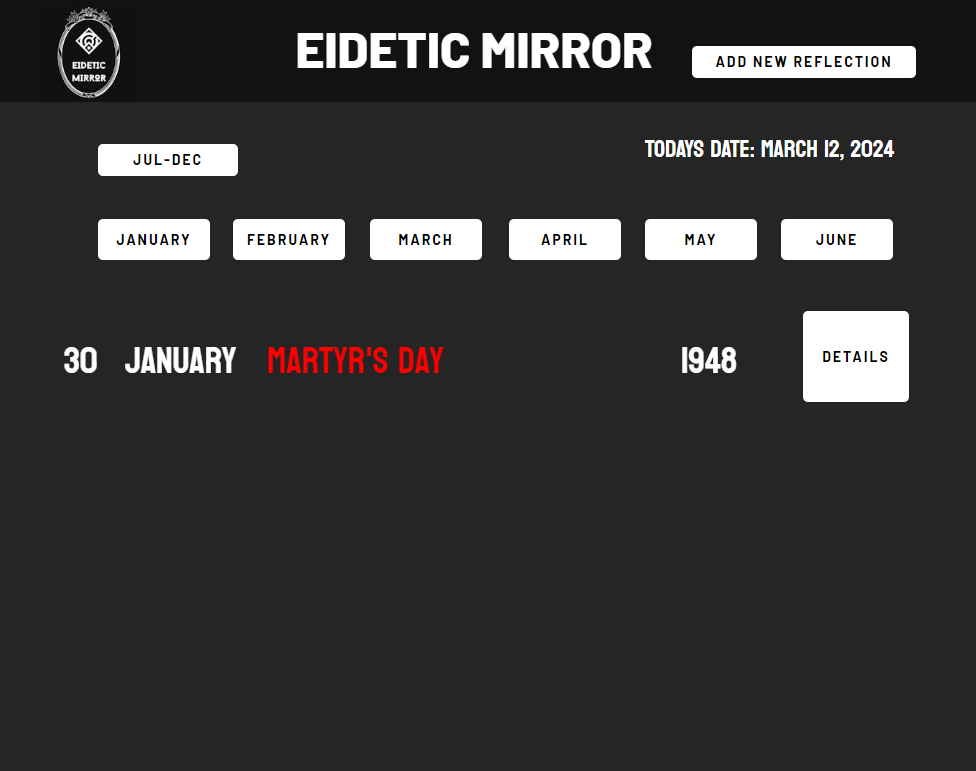 EIDETIC
MIRROR
EIDETIC MIRROR
ADD NEW REFLECTION
JUL-DEC
TODAYS DATE: MARCH 12, 2024
JANUARY FEBRUARY MARCH APRIL MAY JUNE
30 JANUARY MARTYR'S DAY 1948 DETAILS